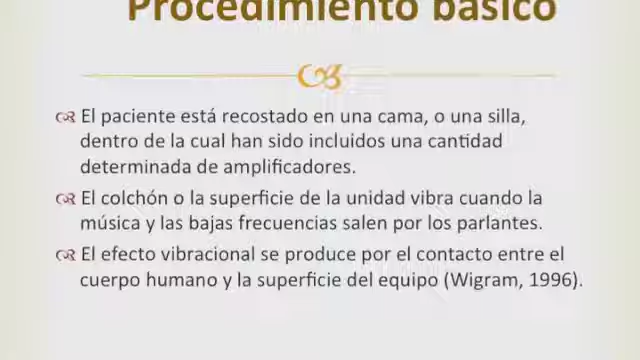 Procedimiento básico
El paciente está recostado en una cama, o una silla,
dentro de la cual han sido incluidos una cantidad
determinada de amplificadores.
El colchón o la superficie de la unidad vibra cuando la
música y las bajas frecuencias salen por los parlantes.
El efecto vibracional se produce por el contacto entre el
cuerpo humano y la superficie del equipo (Wigram, 1996).